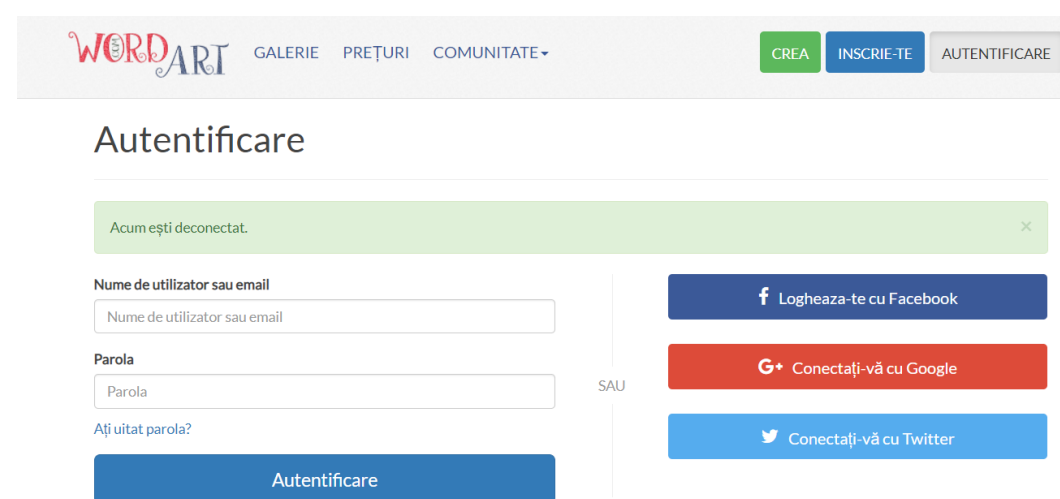 WORDART.COM GALERIE PREȚURI COMUNITATE CREA INSCRIE-TE AUTENTIFICARE
Autentificare
Acum ești deconectat. ×
Nume de utilizator sau email
Nume de utilizator sau email
Parola
Parola
Ați uitat parola?
Autentificare
SAU
f Logheaza-te cu Facebook
G+ Conectați-vă cu Google
Conectați-vă cu Twitter